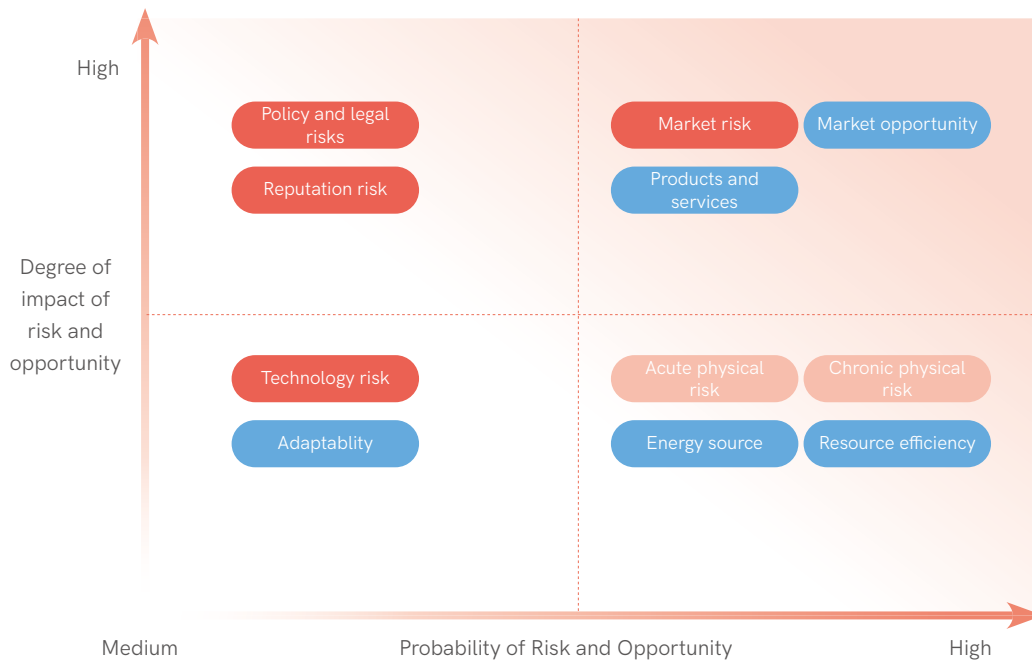 High
Policy and legal
risks
Market risk
Market opportunity
Reputation risk
Products and
services
Degree of
impact of
risk and
opportunity
Technology risk
Acute physical
risk
Chronic physical
risk
Adaptablity
Energy source
Resource efficiency
Medium
Probability of Risk and Opportunity
High